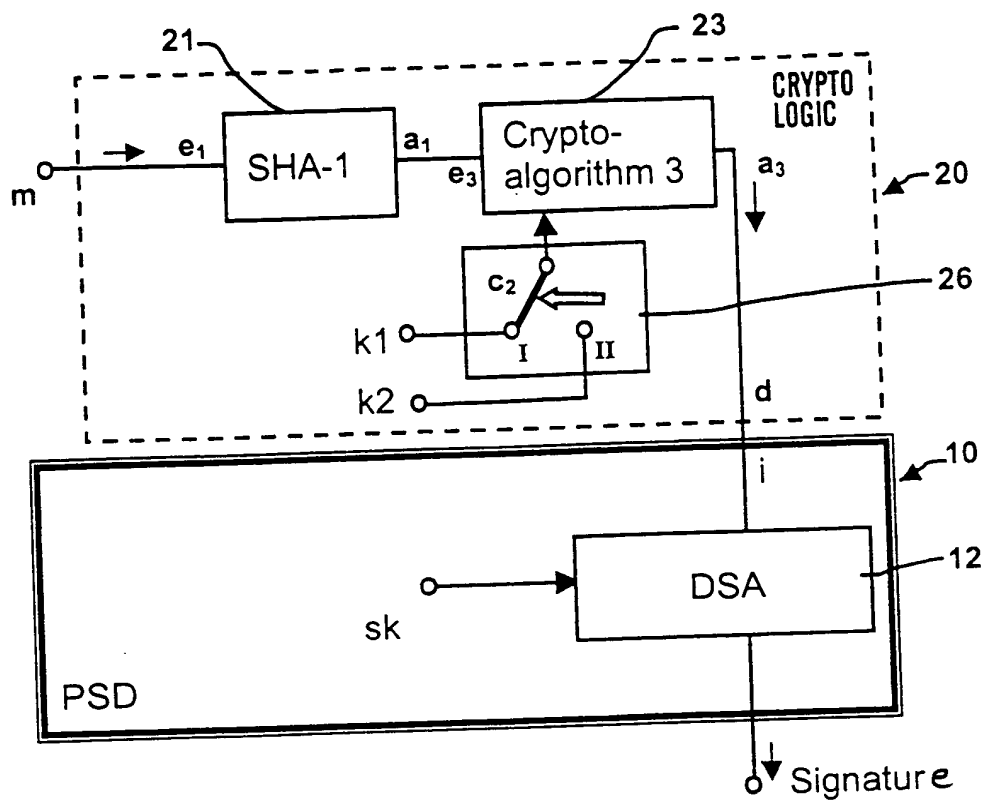 21
23
CRYPTO
LOGIC
m
e₁
SHA-1
a₁
e₃
Crypto-
algorithm 3
a₃
20
c₂
26
k1
I
II
k2
d
i
10
DSA
12
sk
PSD
Signature